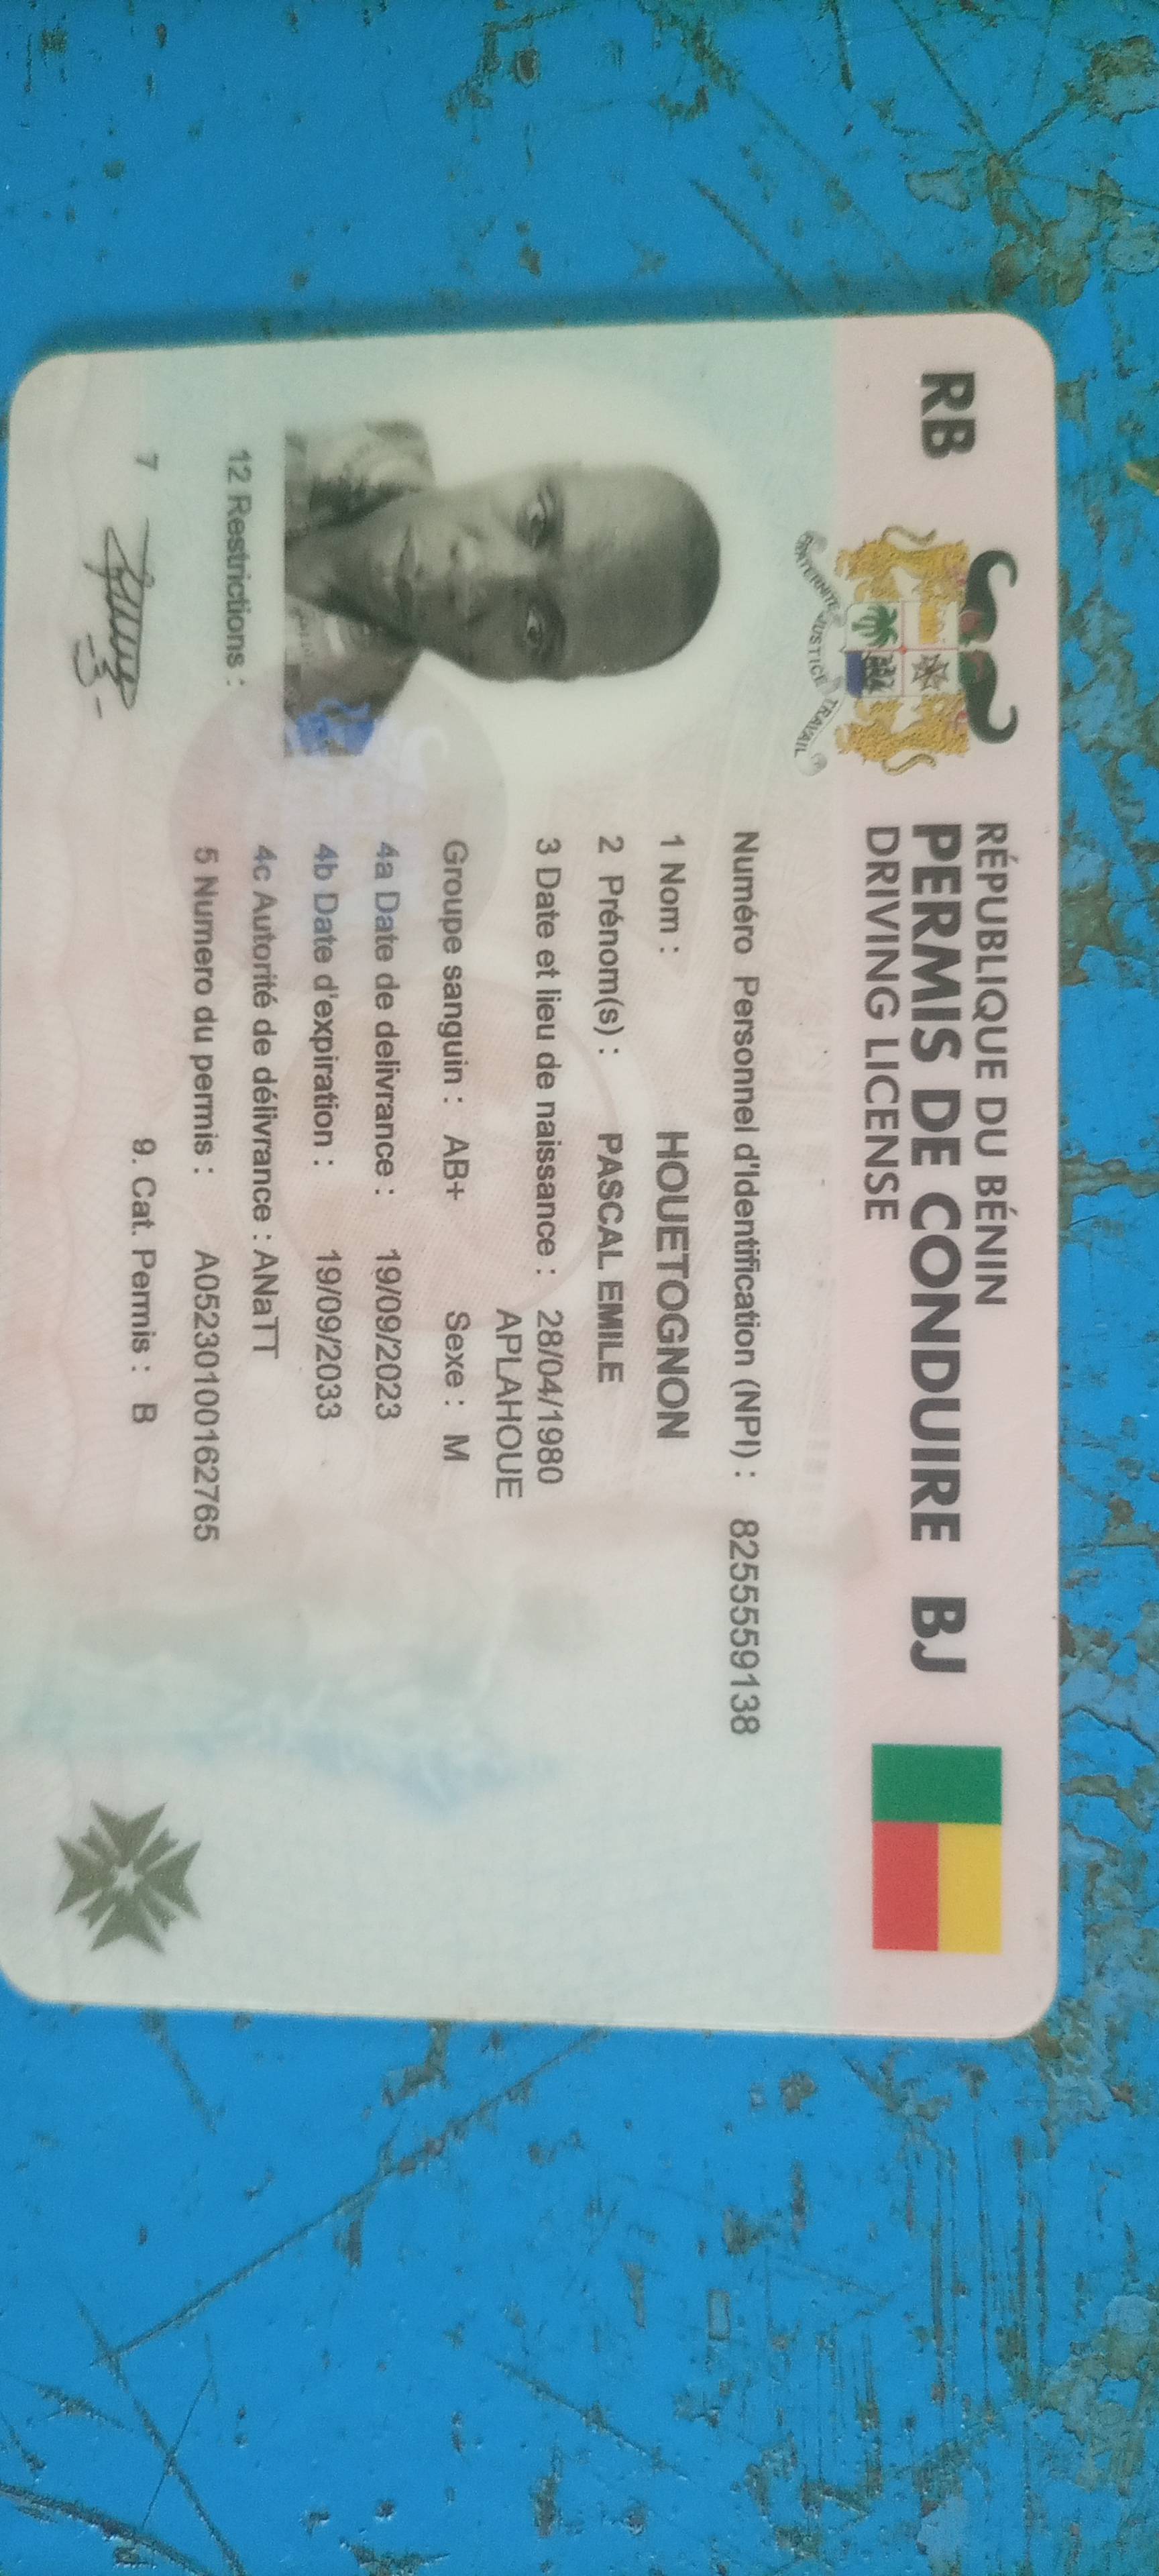 RB
RÉPUBLIQUE DU BÉNIN
PERMIS DE CONDUIRE BJ
DRIVING LICENSE
FRATERNITÉ JUSTICE TRAVAIL
Numéro Personnel d'Identification (NPI) : 8255559138
1 Nom : HOUETOGNON
2 Prénom(s) : PASCAL EMILE
3 Date et lieu de naissance : 28/04/1980
APLAHOUE
Groupe sanguin : AB+ Sexe : M
4a Date de delivrance : 19/09/2023
4b Date d'expiration : 19/09/2033
4c Autorité de délivrance : ANaTT
5 Numero du permis : A05230100162765
9. Cat. Permis : B
12 Restrictions :
7